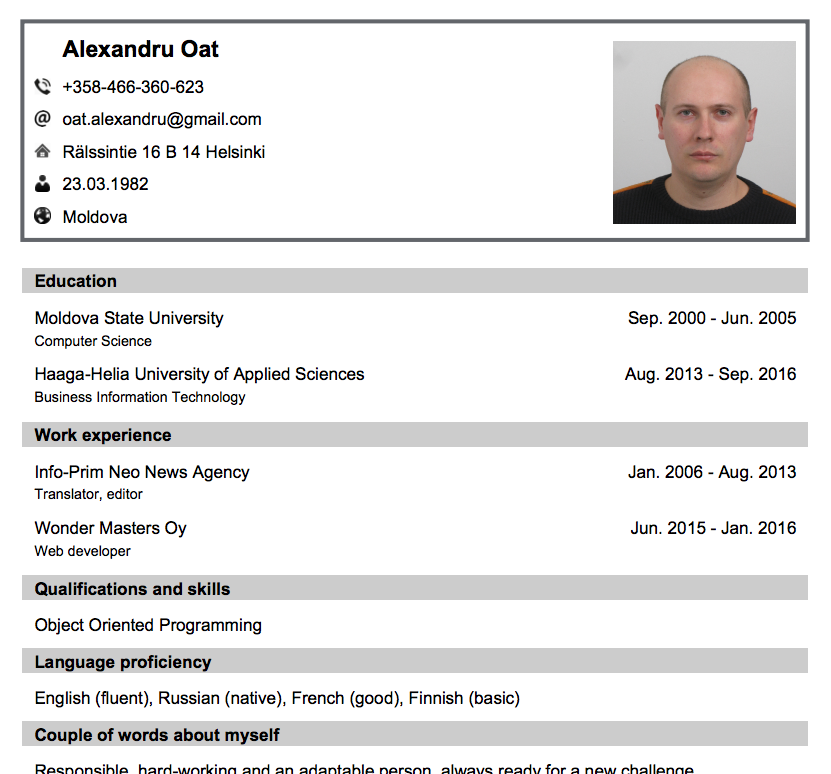 Alexandru Oat
+358-466-360-623
oat.alexandru@gmail.com
Rälssintie 16 B 14 Helsinki
23.03.1982
Moldova
Education
Moldova State University Sep. 2000 - Jun. 2005
Computer Science
Haaga-Helia University of Applied Sciences Aug. 2013 - Sep. 2016
Business Information Technology
Work experience
Info-Prim Neo News Agency Jan. 2006 - Aug. 2013
Translator, editor
Wonder Masters Oy Jun. 2015 - Jan. 2016
Web developer
Qualifications and skills
Object Oriented Programming
Language proficiency
English (fluent), Russian (native), French (good), Finnish (basic)
Couple of words about myself
Responsible, hard-working and an adaptable person, always ready for a new challenge